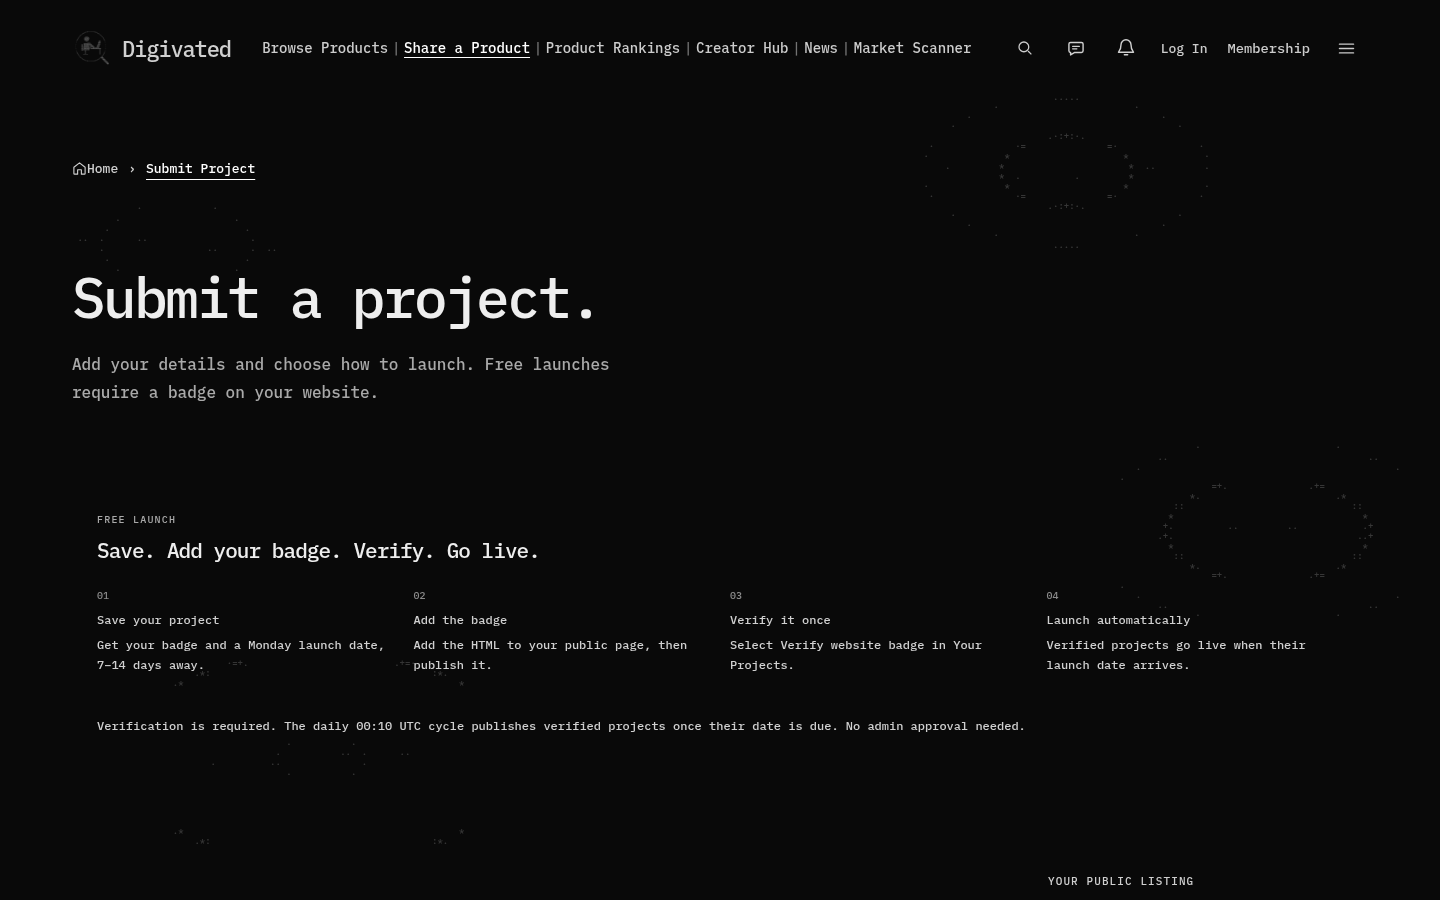 Digivated
Browse Products | Share a Product | Product Rankings | Creator Hub | News | Market Scanner
Log In
Membership
Home › Submit Project
Submit a project.
Add your details and choose how to launch. Free launches
require a badge on your website.
FREE LAUNCH
Save. Add your badge. Verify. Go live.
01
Save your project
Get your badge and a Monday launch date,
7–14 days away.
02
Add the badge
Add the HTML to your public page, then
publish it.
03
Verify it once
Select Verify website badge in Your
Projects.
04
Launch automatically
Verified projects go live when their
launch date arrives.
Verification is required. The daily 00:10 UTC cycle publishes verified projects once their date is due. No admin approval needed.
YOUR PUBLIC LISTING